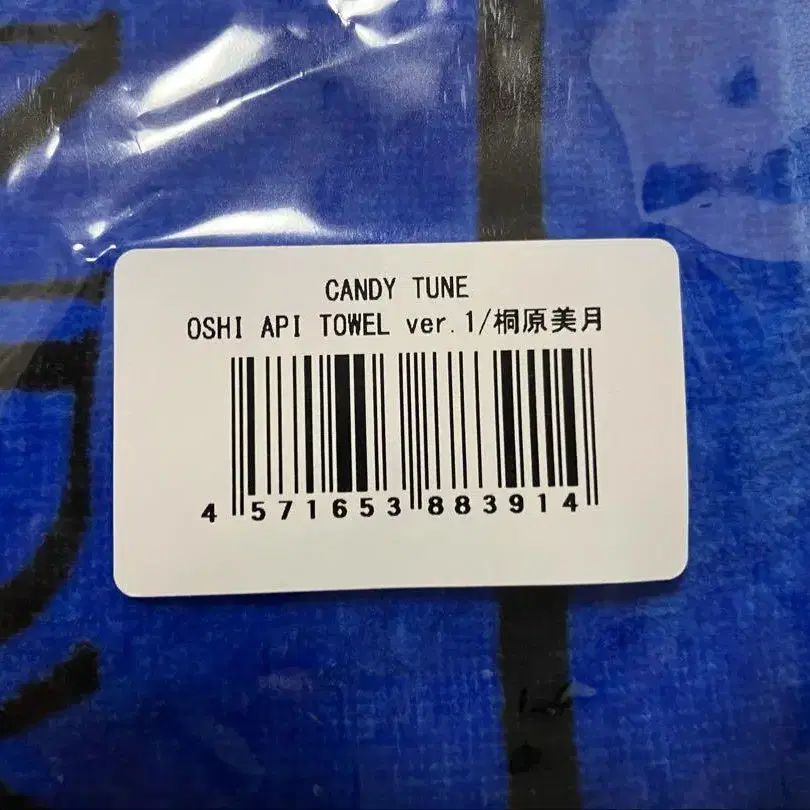 CANDY TUNE
OSHI API TOWEL ver.1/桐原美月
4 571653 883914